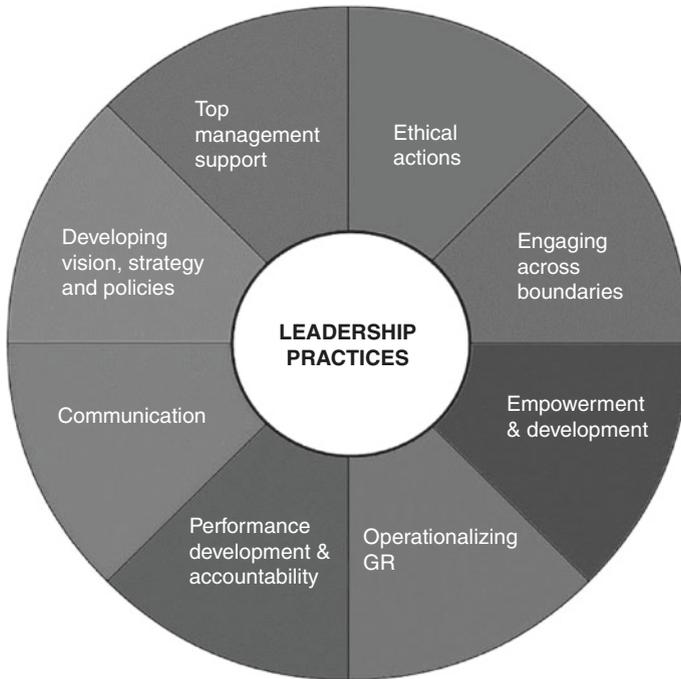 Top
management
support
Ethical
actions
Engaging
across
boundaries
Empowerment
& development
Operationalizing
GR
Performance
development &
accountability
Communication
Developing
vision, strategy
and policies
LEADERSHIP
PRACTICES